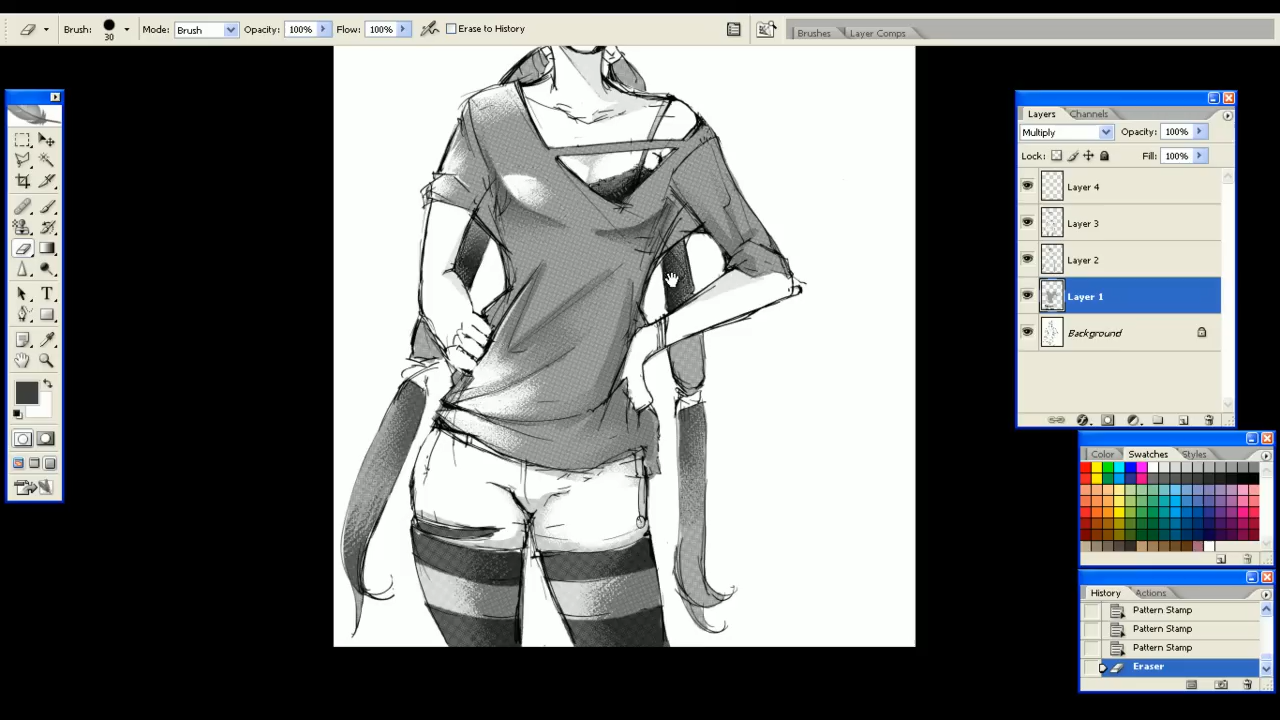 Brush: 30 Mode: Brush Opacity: 100% Flow: 100% Erase to History
Brushes Layer Comps
Layers Channels
Multiply Opacity: 100%
Lock: Fill: 100%
Layer 4
Layer 3
Layer 2
Layer 1
Background
Color Swatches Styles
History Actions
Pattern Stamp
Pattern Stamp
Pattern Stamp
Eraser